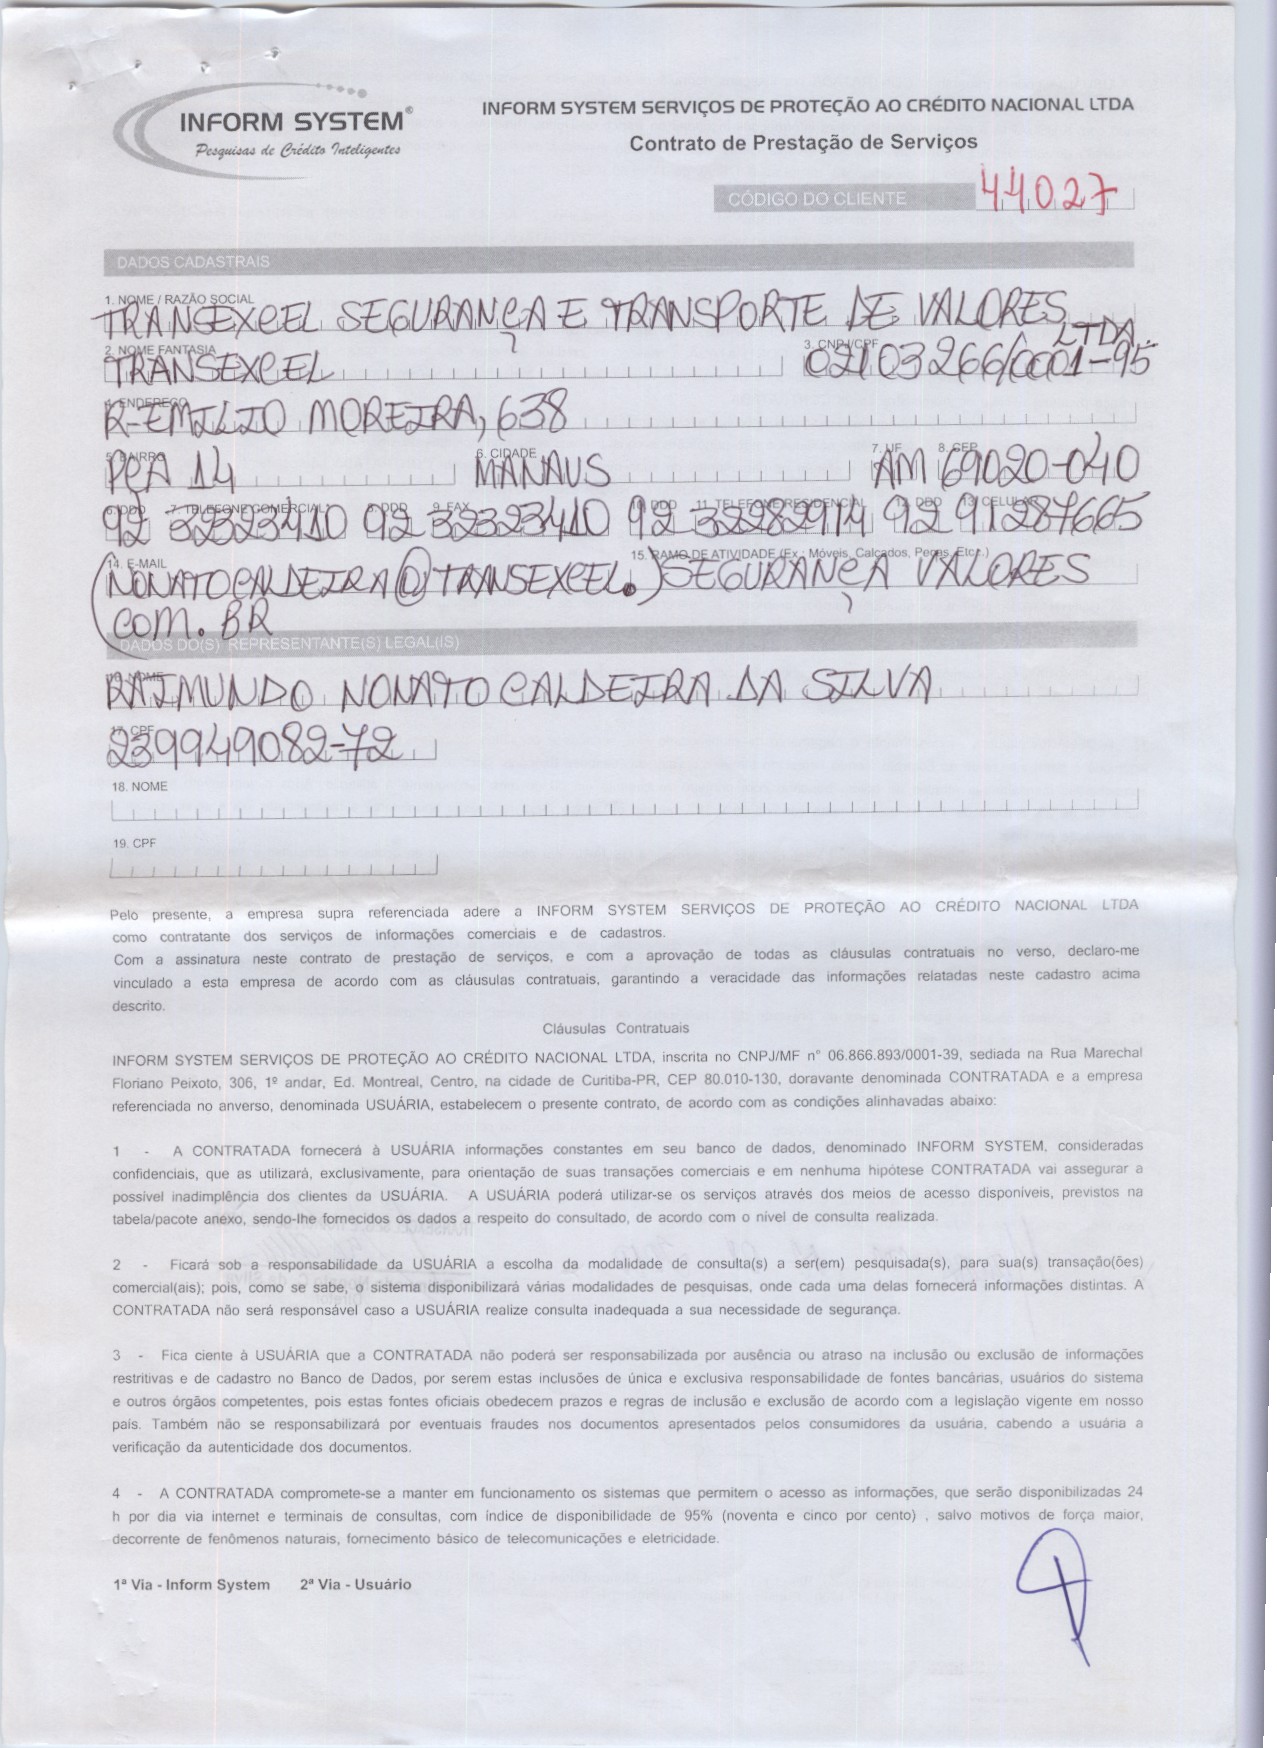 INFORM SYSTEM®
Pesquisas de Crédito Inteligentes
INFORM SYSTEM SERVIÇOS DE PROTEÇÃO AO CRÉDITO NACIONAL LTDA
Contrato de Prestação de Serviços
CÓDIGO DO CLIENTE 44027
DADOS CADASTRAIS
1. NOME / RAZÃO SOCIAL
TRANSEXCEL SEGURANÇA E TRANSPORTE DE VALORES LTDA.
2. NOME FANTASIA 3. CNPJ/CPF
TRANSEXCEL 02103266/0001-95
4. ENDEREÇO
R-EMILIO MOREIRA, 638
5. BAIRRO 6. CIDADE 7. UF 8. CEP
PÇA 14 MANAUS AM 69020-040
6. DDD 7. TELEFONE COMERCIAL 8. DDD 9. FAX 10. DDD 11. TELEFONE RESIDENCIAL 12. DDD 13. CELULAR
92 32323410 92 32323410 92 32282914 92 91287665
14. E-MAIL 15. RAMO DE ATIVIDADE (Ex.: Móveis, Calçados, Peças, Etc..)
NONATOCALDEIRA@TRANSEXCEL. SEGURANÇA VALORES
COM. BR
DADOS DO(S) REPRESENTANTE(S) LEGAL(IS)
16. NOME
RAIMUNDO NONATO CALDEIRA DA SILVA
17. CPF
239949082-72
18. NOME
19. CPF
Pelo presente, a empresa supra referenciada adere a INFORM SYSTEM SERVIÇOS DE PROTEÇÃO AO CRÉDITO NACIONAL LTDA
como contratante dos serviços de informações comerciais e de cadastros.
Com a assinatura neste contrato de prestação de serviços, e com a aprovação de todas as cláusulas contratuais no verso, declaro-me
vinculado a esta empresa de acordo com as cláusulas contratuais, garantindo a veracidade das informações relatadas neste cadastro acima
descrito.
Cláusulas Contratuais
INFORM SYSTEM SERVIÇOS DE PROTEÇÃO AO CRÉDITO NACIONAL LTDA, inscrita no CNPJ/MF n° 06.866.893/0001-39, sediada na Rua Marechal
Floriano Peixoto, 306, 1º andar, Ed. Montreal, Centro, na cidade de Curitiba-PR, CEP 80.010-130, doravante denominada CONTRATADA e a empresa
referenciada no anverso, denominada USUÁRIA, estabelecem o presente contrato, de acordo com as condições alinhavadas abaixo:
1 - A CONTRATADA fornecerá à USUÁRIA informações constantes em seu banco de dados, denominado INFORM SYSTEM, consideradas
confidenciais, que as utilizará, exclusivamente, para orientação de suas transações comerciais e em nenhuma hipótese CONTRATADA vai assegurar a
possível inadimplência dos clientes da USUÁRIA. A USUÁRIA poderá utilizar-se os serviços através dos meios de acesso disponíveis, previstos na
tabela/pacote anexo, sendo-lhe fornecidos os dados a respeito do consultado, de acordo com o nível de consulta realizada.
2 - Ficará sob a responsabilidade da USUÁRIA a escolha da modalidade de consulta(s) a ser(em) pesquisada(s), para sua(s) transação(ões)
comercial(ais); pois, como se sabe, o sistema disponibilizará várias modalidades de pesquisas, onde cada uma delas fornecerá informações distintas. A
CONTRATADA não será responsável caso a USUÁRIA realize consulta inadequada a sua necessidade de segurança.
3 - Fica ciente à USUÁRIA que a CONTRATADA não poderá ser responsabilizada por ausência ou atraso na inclusão ou exclusão de informações
restritivas e de cadastro no Banco de Dados, por serem estas inclusões de única e exclusiva responsabilidade de fontes bancárias, usuários do sistema
e outros órgãos competentes, pois estas fontes oficiais obedecem prazos e regras de inclusão e exclusão de acordo com a legislação vigente em nosso
país. Também não se responsabilizará por eventuais fraudes nos documentos apresentados pelos consumidores da usuária, cabendo a usuária a
verificação da autenticidade dos documentos.
4 - A CONTRATADA compromete-se a manter em funcionamento os sistemas que permitem o acesso as informações, que serão disponibilizadas 24
h por dia via internet e terminais de consultas, com índice de disponibilidade de 95% (noventa e cinco por cento) , salvo motivos de força maior,
decorrente de fenômenos naturais, fornecimento básico de telecomunicações e eletricidade.
1ª Via - Inform System 2ª Via - Usuário